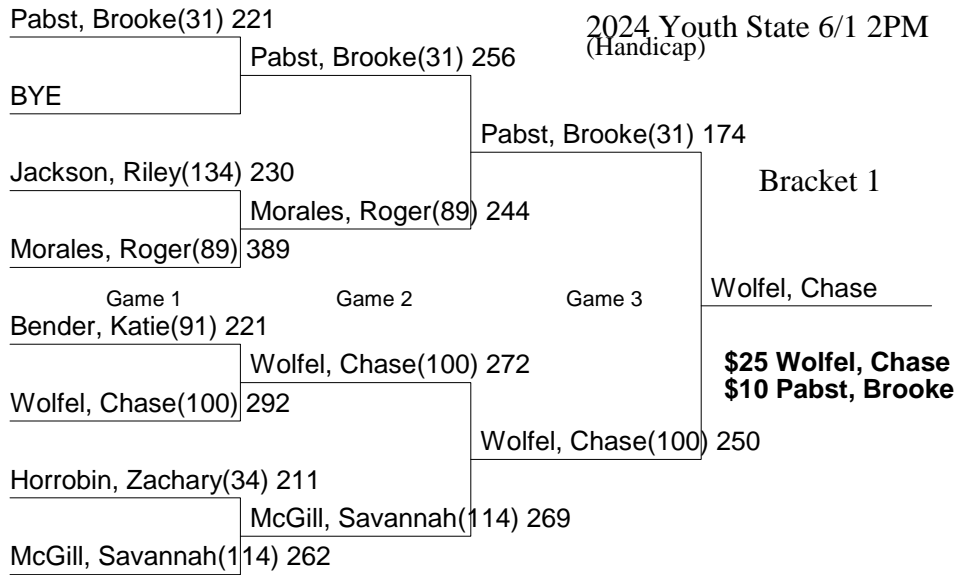 Pabst, Brooke(31) 221
2024 Youth State 6/1 2PM
(Handicap)
Pabst, Brooke(31) 256
BYE
Pabst, Brooke(31) 174
Jackson, Riley(134) 230
Bracket 1
Morales, Roger(89) 244
Morales, Roger(89) 389
Game 1
Game 2
Game 3
Wolfel, Chase
Bender, Katie(91) 221
Wolfel, Chase(100) 272
$25 Wolfel, Chase
$10 Pabst, Brooke
Wolfel, Chase(100) 292
Wolfel, Chase(100) 250
Horrobin, Zachary(34) 211
McGill, Savannah(114) 269
McGill, Savannah(114) 262